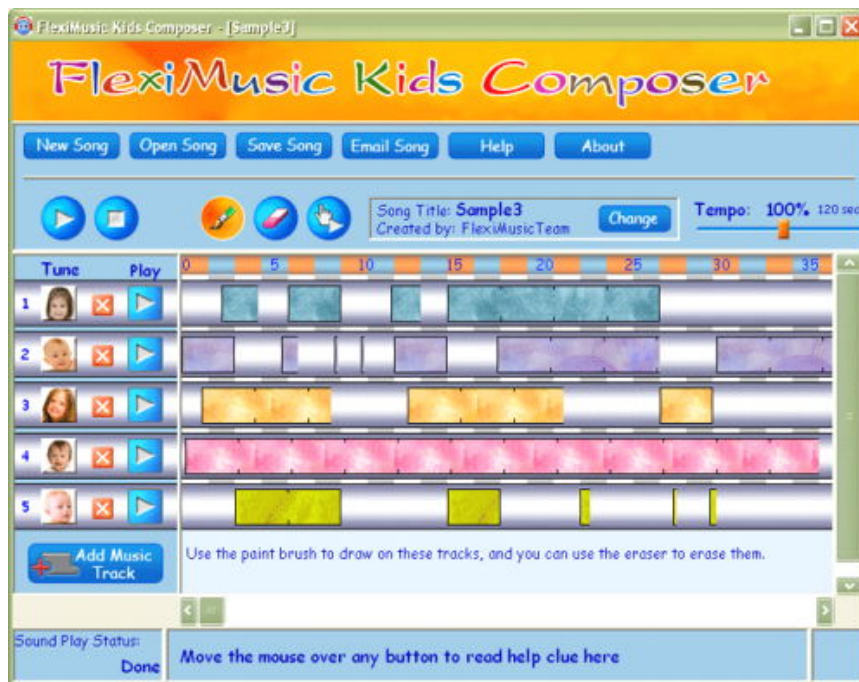 FlexiMusic Kids Composer - [Sample3]
FlexiMusic Kids Composer
New Song Open Song Save Song Email Song Help About
Song Title: Sample3
Created by: FlexiMusicTeam
Change
Tempo: 100% 120 sec
Tune Play 0 5 10 15 20 25 30 35
1
2
3
4
5
Add Music
Track
Use the paint brush to draw on these tracks, and you can use the eraser to erase them.
Sound Play Status:
Done
Move the mouse over any button to read help clue here